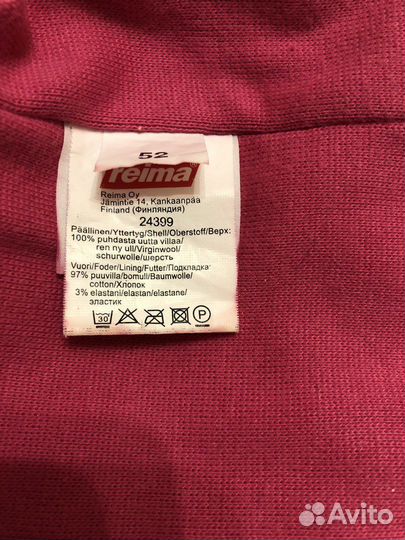 52
reima
Reima Oy
Jämintie 14, Kankaanpää
Finland (Финляндия)
24399
Päällinen/Yttertyg/Shell/Oberstoff/Верх:
100% puhdasta uutta villaa/
ren ny ull/Virginwool/
schurwolle/шерсть
Vuori/Foder/Lining/Futter/Подкладка:
97% puuvilla/bomull/Baumwolle/
cotton/Хлопок
3% elastani/elastan/elastane/
эластик
30 P
Avito